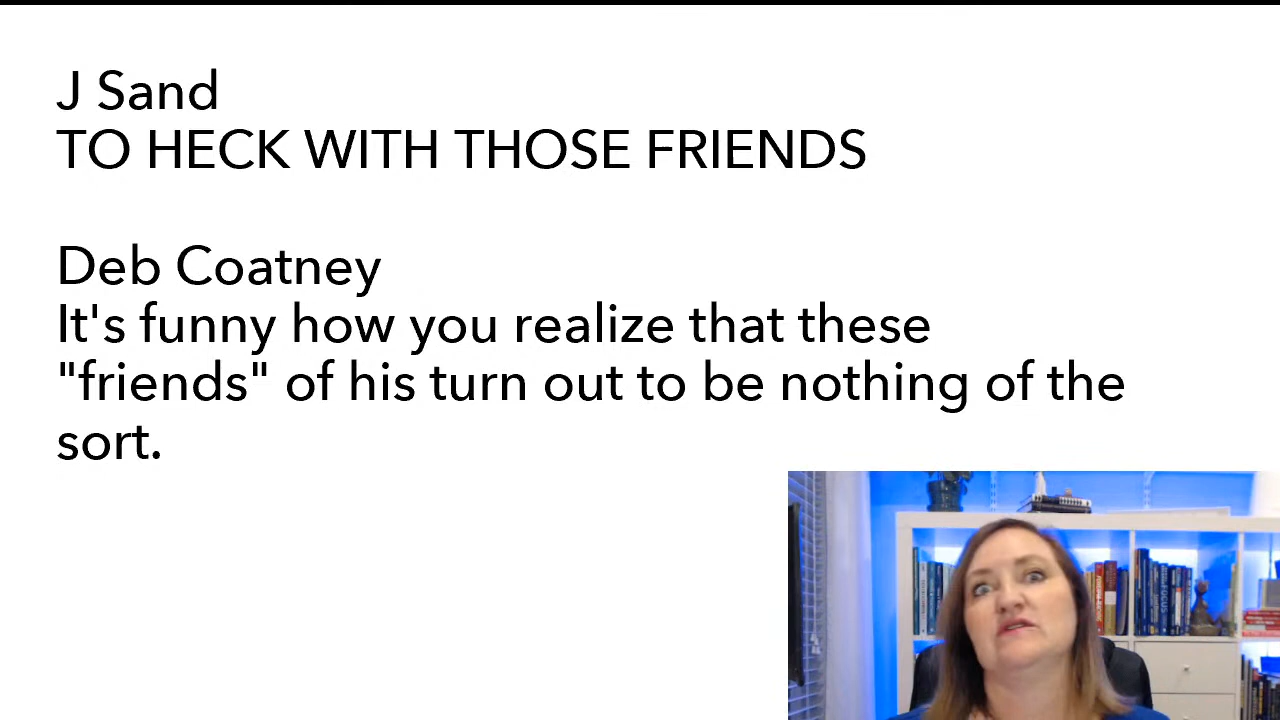 J Sand
TO HECK WITH THOSE FRIENDS
Deb Coatney
It's funny how you realize that these
"friends" of his turn out to be nothing of the
sort.